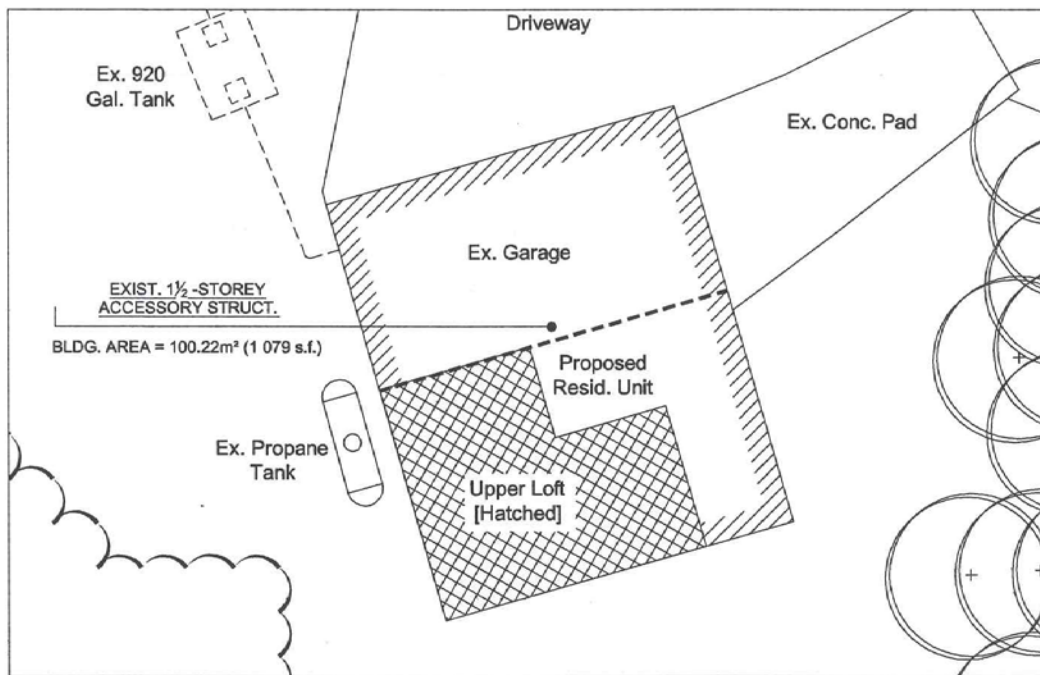 Driveway
Ex. 920
Gal. Tank
Ex. Conc. Pad
Ex. Garage
EXIST. 1½ -STOREY
ACCESSORY STRUCT.
BLDG. AREA = 100.22m² (1 079 s.f.)
Proposed
Resid. Unit
Ex. Propane
Tank
Upper Loft
[Hatched]